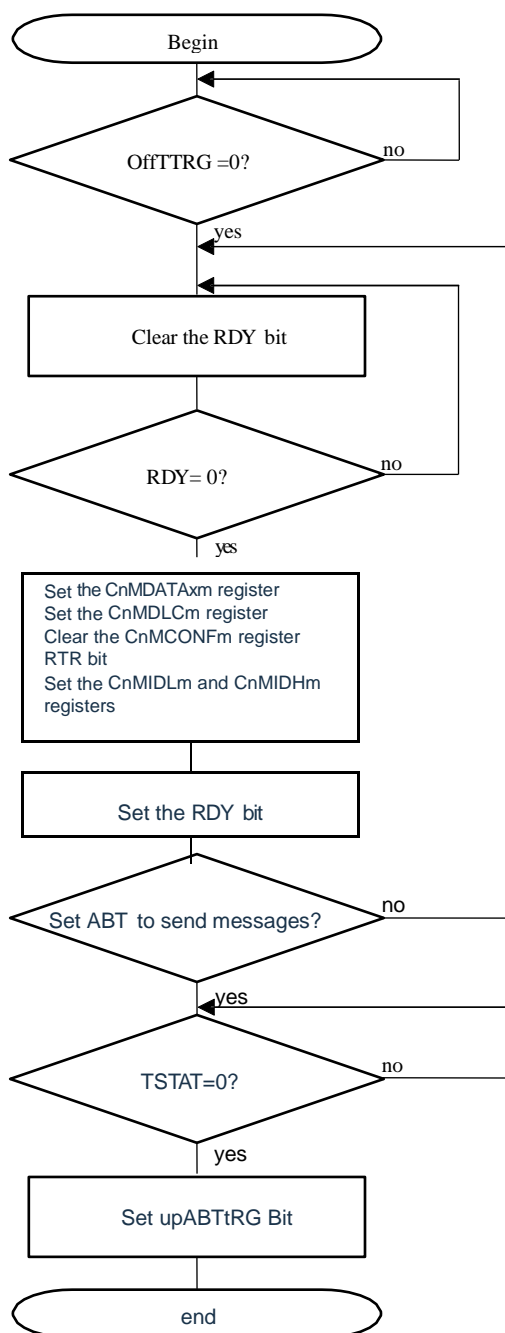 Begin
OffTTRG =0?
no
yes
Clear the RDY bit
RDY= 0?
no
yes
Set the CnMDATAxm register
Set the CnMDLCm register
Clear the CnMCONFm register
RTR bit
Set the CnMIDLm and CnMIDHm
registers
Set the RDY bit
Set ABT to send messages?
no
yes
TSTAT=0?
no
yes
Set upABTtRG Bit
end